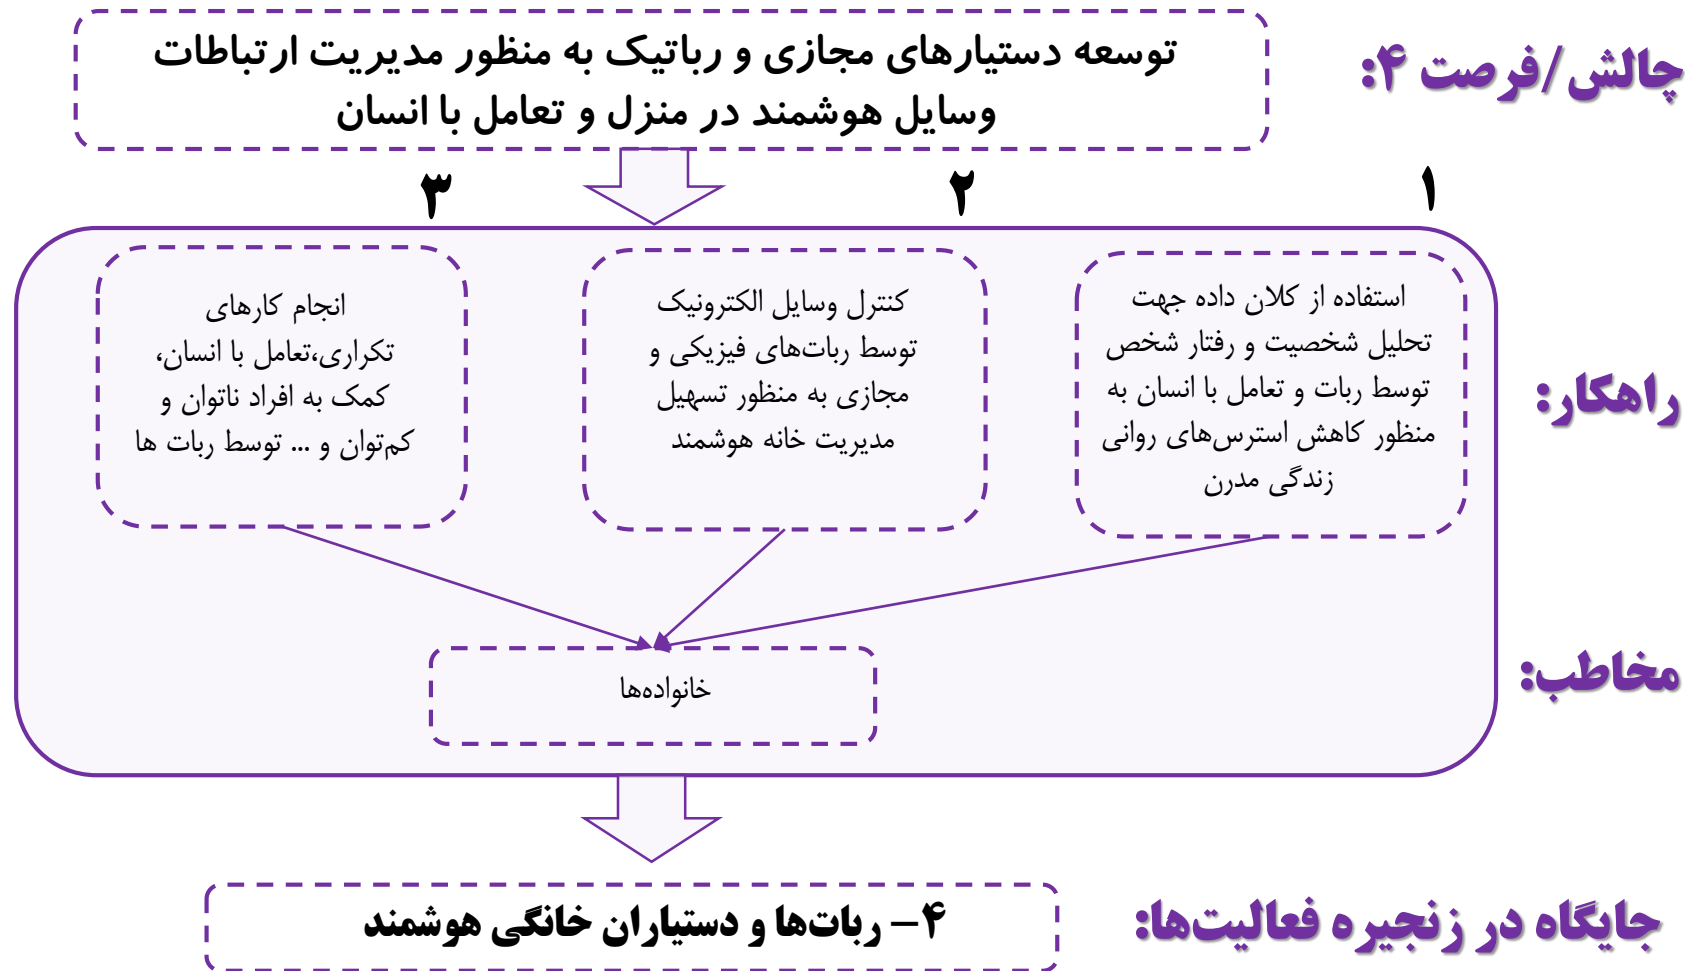 چالش/فرصت ۴:
توسعه دستیارهای مجازی و رباتیک به منظور مدیریت ارتباطات
وسایل هوشمند در منزل و تعامل با انسان
۱
۲
۳
راهکار:
استفاده از کلان داده جهت
تحلیل شخصیت و رفتار شخص
توسط ربات و تعامل با انسان به
منظور کاهش استرس‌های روانی
زندگی مدرن
کنترل وسایل الکترونیک
توسط ربات‌های فیزیکی و
مجازی به منظور تسهیل
مدیریت خانه هوشمند
انجام کارهای
تکراری،تعامل با انسان،
کمک به افراد ناتوان و
کم‌توان و ... توسط ربات ها
مخاطب:
خانواده‌ها
جایگاه در زنجیره فعالیت‌ها:
۴- ربات‌ها و دستیاران خانگی هوشمند